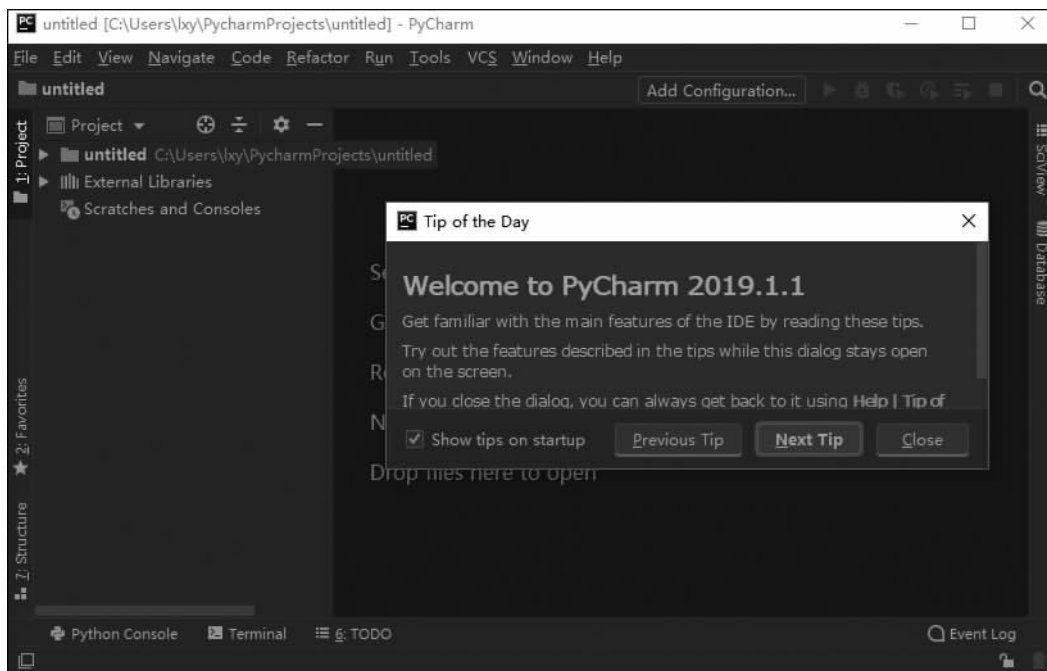 PC untitled [C:\Users\lxy\PycharmProjects\untitled] - PyCharm
File Edit View Navigate Code Refactor Run Tools VCS Window Help
untitled
Add Configuration...
1: Project
Project
untitled C:\Users\lxy\PycharmProjects\untitled
External Libraries
Scratches and Consoles
SciView
Database
PC Tip of the Day
Welcome to PyCharm 2019.1.1
Get familiar with the main features of the IDE by reading these tips.
Try out the features described in the tips while this dialog stays open
on the screen.
If you close the dialog, you can always get back to it using Help | Tip of
Show tips on startup Previous Tip Next Tip Close
Drop files here to open
2: Favorites
7: Structure
Python Console Terminal 6: TODO Event Log